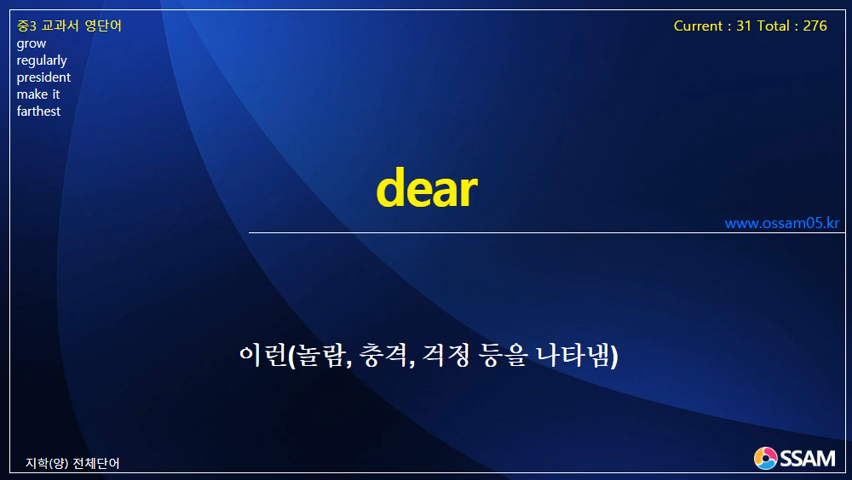 중3 교과서 영단어
Current : 31 Total : 276
grow
regularly
president
make it
farthest
dear
www.ossam05.kr
이런(놀람, 충격, 걱정 등을 나타냄)
지학(양) 전체단어
OSSAM